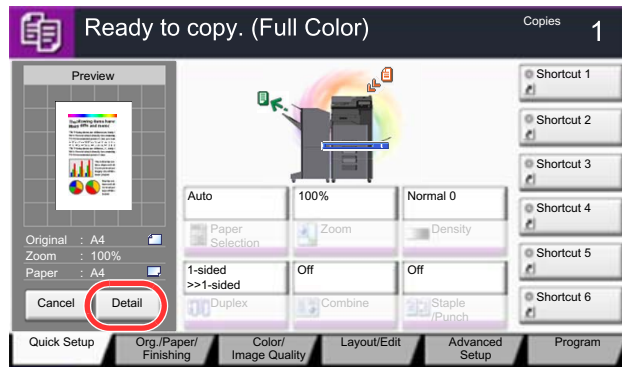 Ready to copy. (Full Color)
Copies
1
Preview
Original : A4
Zoom : 100%
Paper : A4
Cancel
Detail
Auto
Paper
Selection
100%
Zoom
Normal 0
Density
1-sided
>>1-sided
Duplex
Off
Combine
Off
Staple
/Punch
Shortcut 1
Shortcut 2
Shortcut 3
Shortcut 4
Shortcut 5
Shortcut 6
Quick Setup
Org./Paper/
Finishing
Color/
Image Quality
Layout/Edit
Advanced
Setup
Program